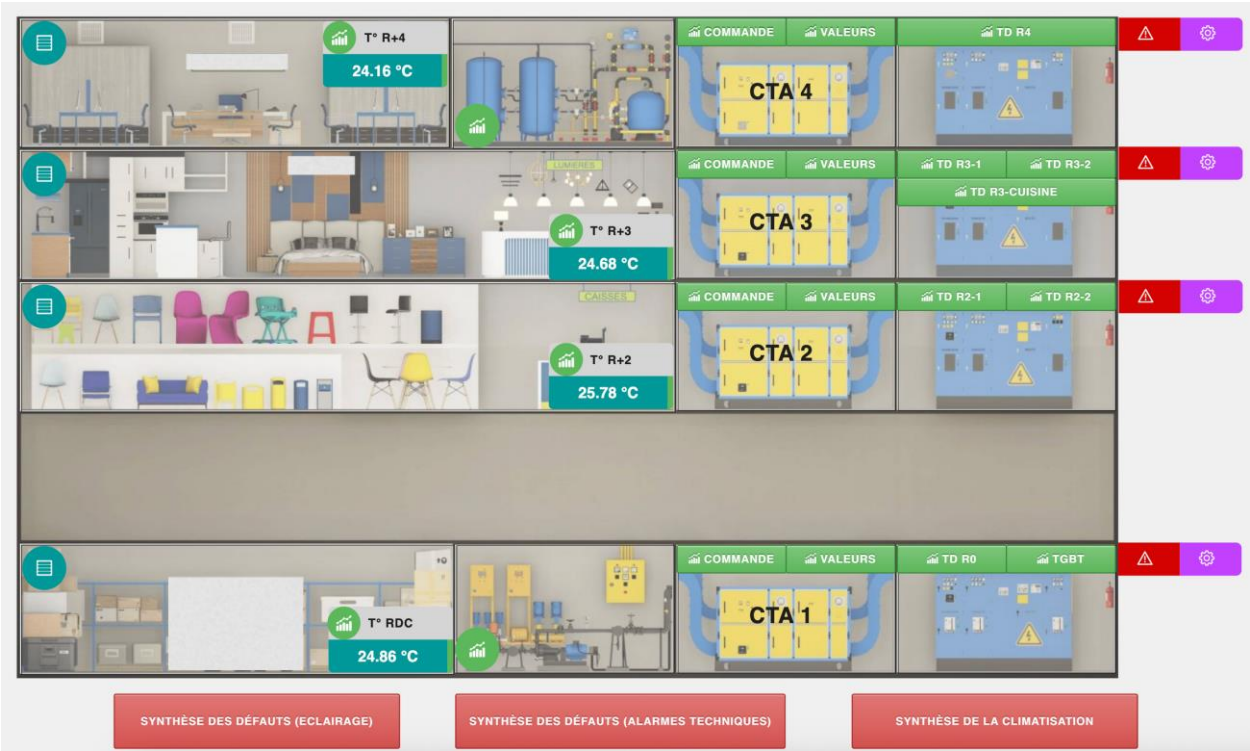 COMMANDE VALEURS TD R4
T° R+4
24.16 °C
CTA 4
COMMANDE VALEURS TD R3-1 TD R3-2
LUMIERES
TD R3-CUISINE
CTA 3
T° R+3
24.68 °C
COMMANDE VALEURS TD R2-1 TD R2-2
CAISSES
CTA 2
T° R+2
25.78 °C
COMMANDE VALEURS TD R0 TGBT
CTA 1
T° RDC
24.86 °C
SYNTHÈSE DES DÉFAUTS (ECLAIRAGE) SYNTHÈSE DES DÉFAUTS (ALARMES TECHNIQUES) SYNTHÈSE DE LA CLIMATISATION